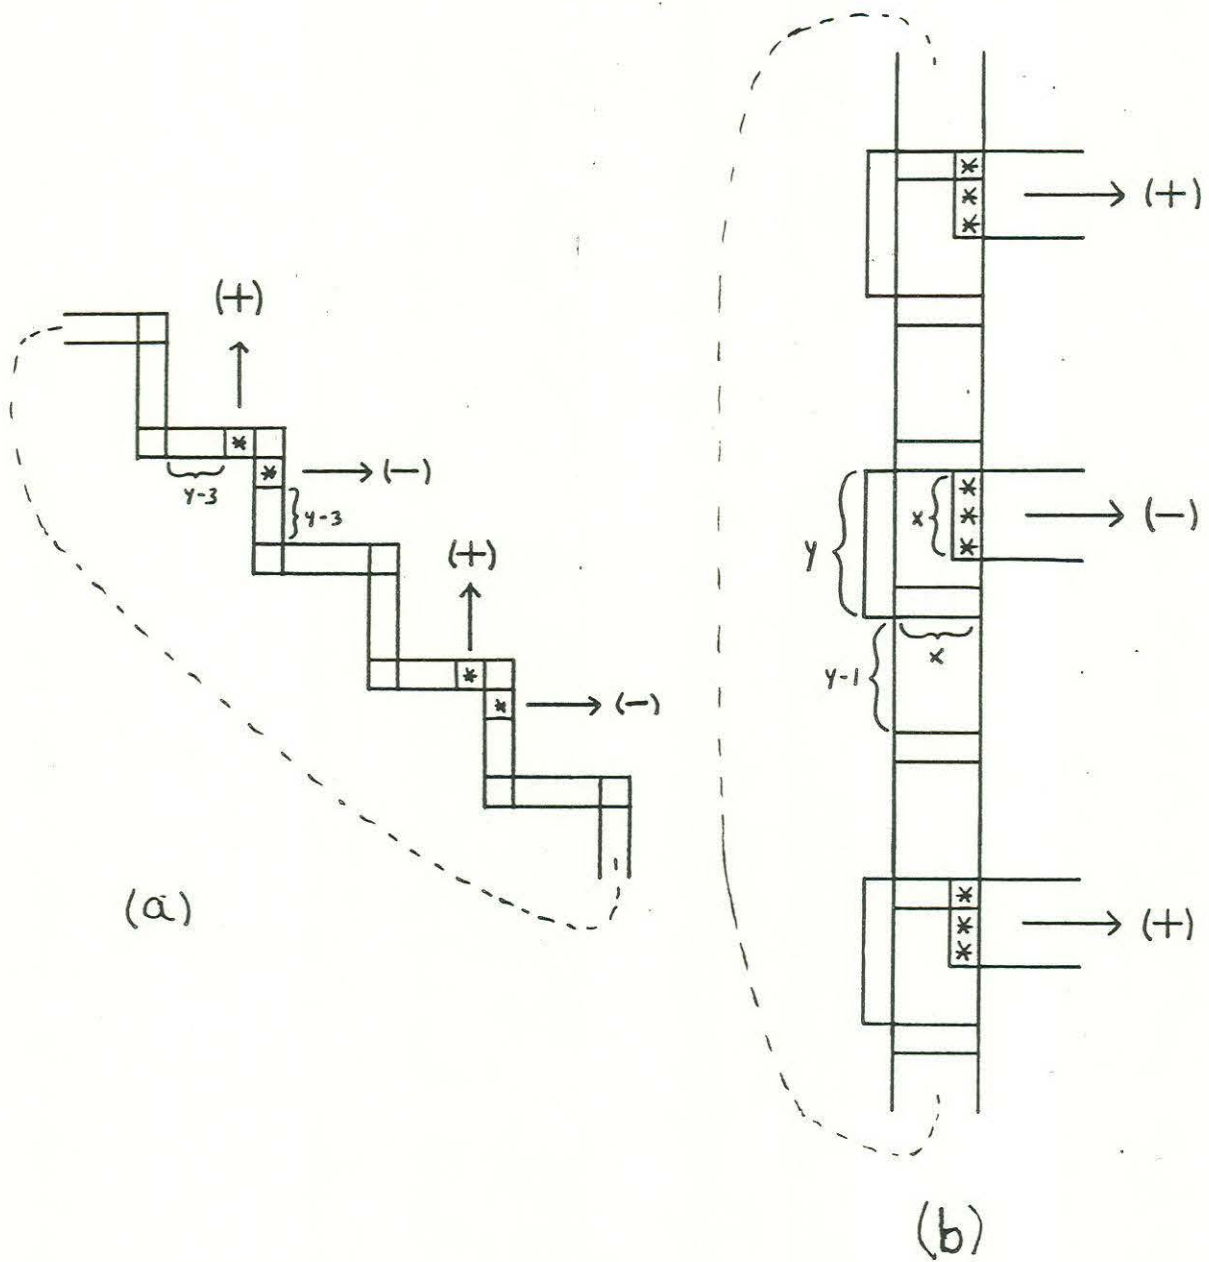 (+)
* → (-)
*
y-3
y-3
(+)
* → (-)
*
(a)
*
*
* → (+)
*
*
* → (-)
x
y
x
y-1
*
*
* → (+)
(b)